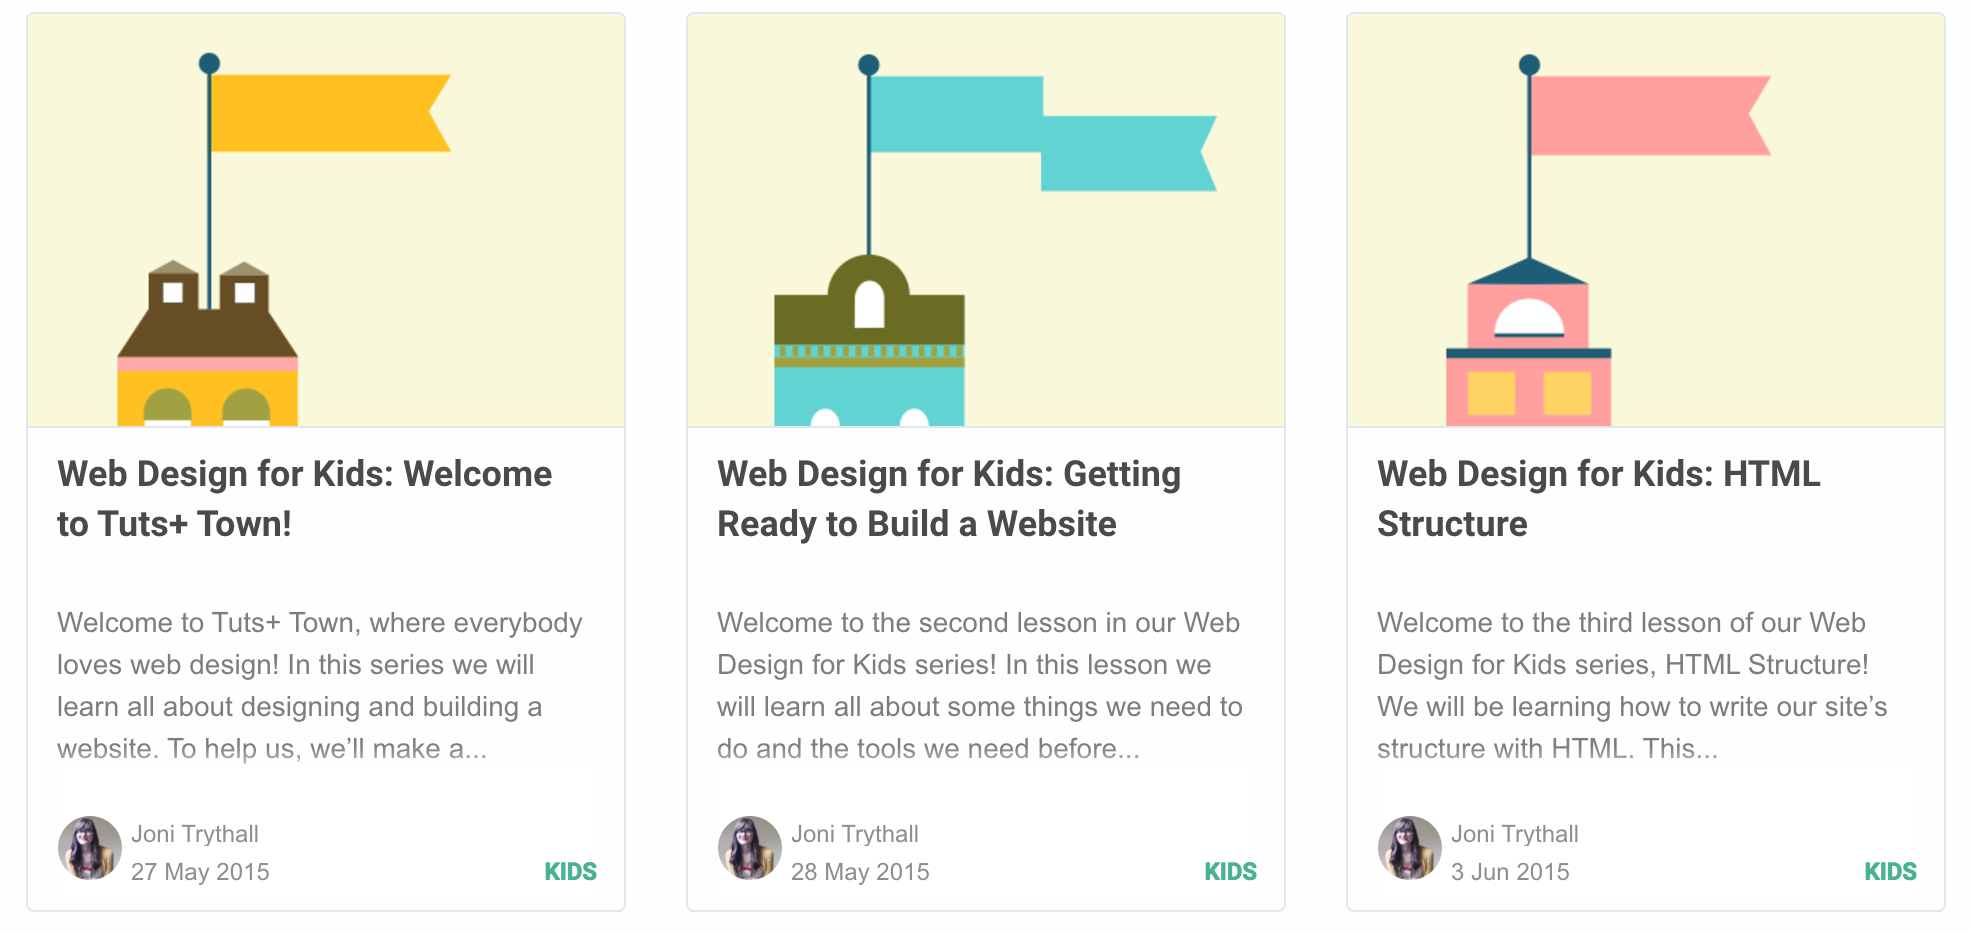 Web Design for Kids: Welcome
to Tuts+ Town!
Welcome to Tuts+ Town, where everybody
loves web design! In this series we will
learn all about designing and building a
website. To help us, we’ll make a...
Joni Trythall
27 May 2015
KIDS
Web Design for Kids: Getting
Ready to Build a Website
Welcome to the second lesson in our Web
Design for Kids series! In this lesson we
will learn all about some things we need to
do and the tools we need before...
Joni Trythall
28 May 2015
KIDS
Web Design for Kids: HTML
Structure
Welcome to the third lesson of our Web
Design for Kids series, HTML Structure!
We will be learning how to write our site’s
structure with HTML. This...
Joni Trythall
3 Jun 2015
KIDS